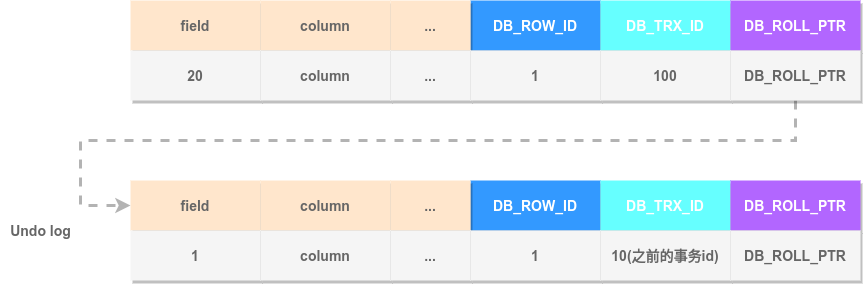 field column ... DB_ROW_ID DB_TRX_ID DB_ROLL_PTR
20 column ... 1 100 DB_ROLL_PTR
field column ... DB_ROW_ID DB_TRX_ID DB_ROLL_PTR
Undo log
1 column ... 1 10(之前的事务id) DB_ROLL_PTR